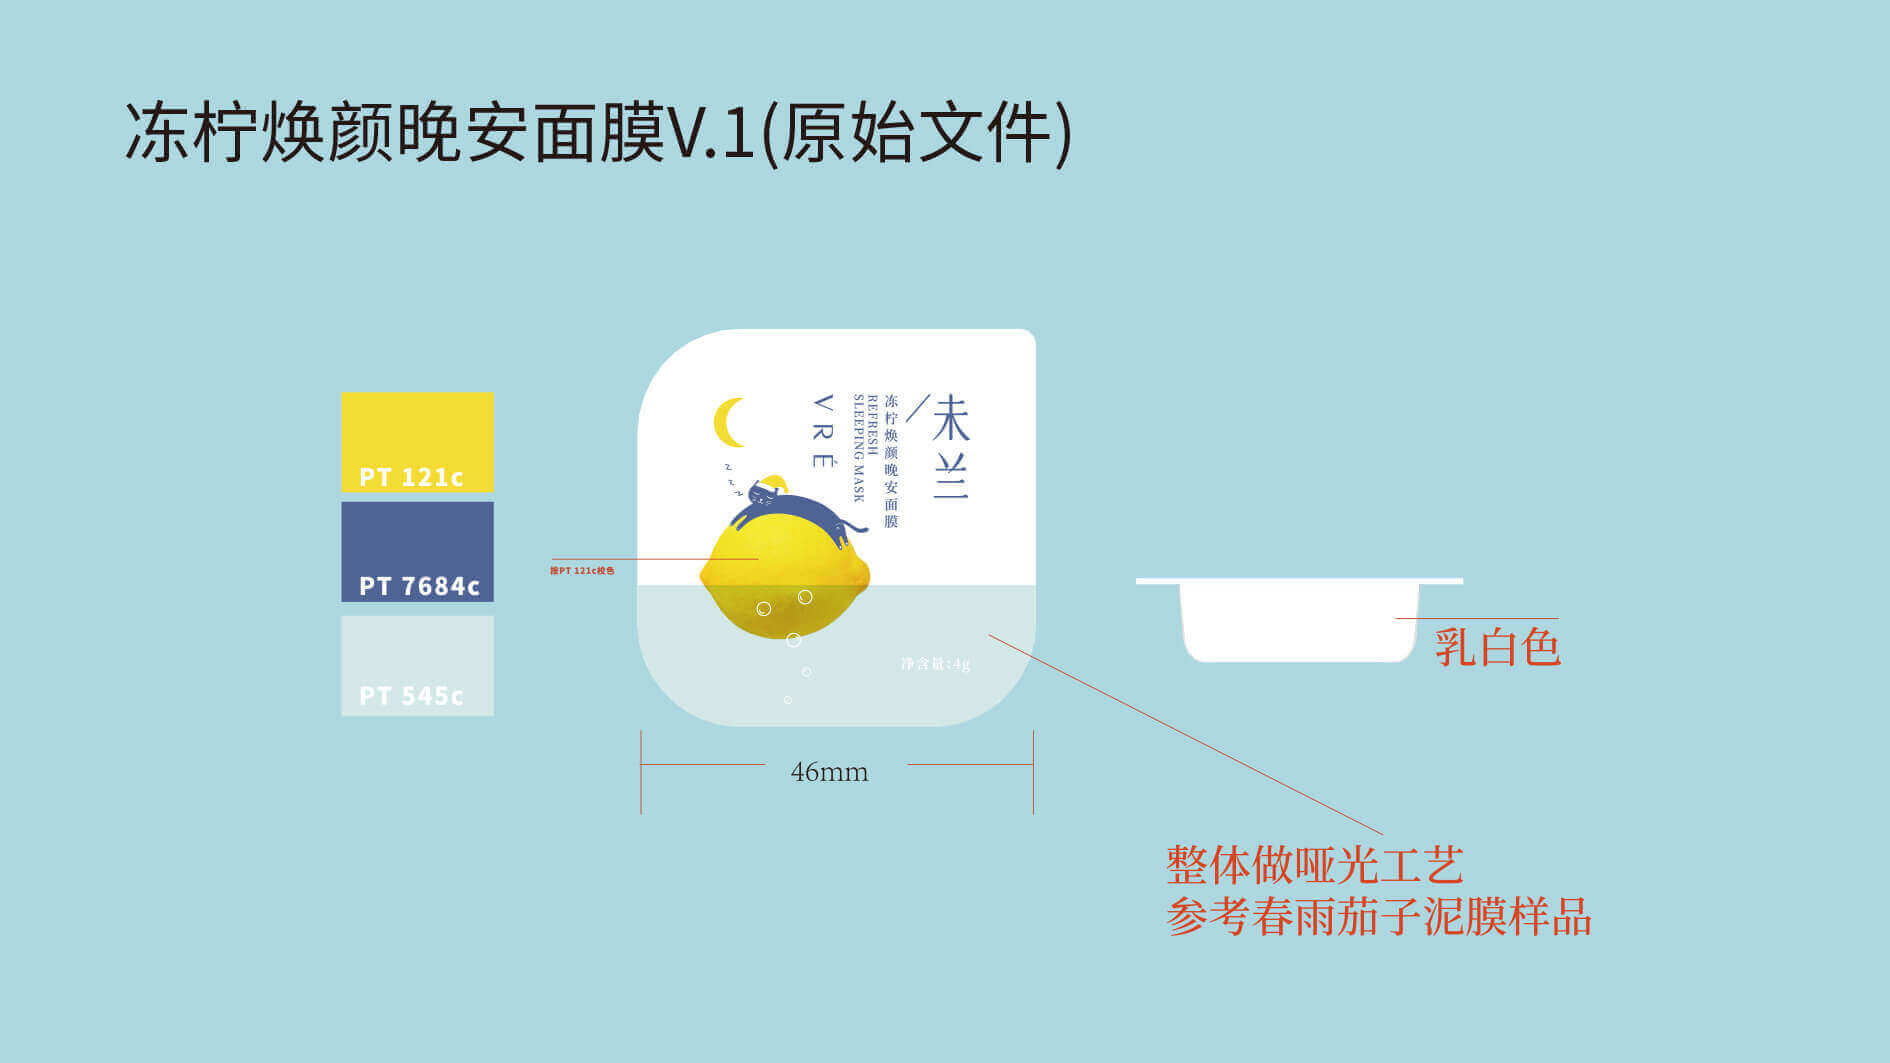 冻柠焕颜晚安面膜V.1(原始文件)
PT 121c
PT 7684c
PT 545c
按PT 121c校色
未兰
冻柠焕颜晚安面膜
REFRESH
SLEEPING MASK
VRÉ
z
z
z
净含量:4g
46mm
乳白色
整体做哑光工艺
参考春雨茄子泥膜样品